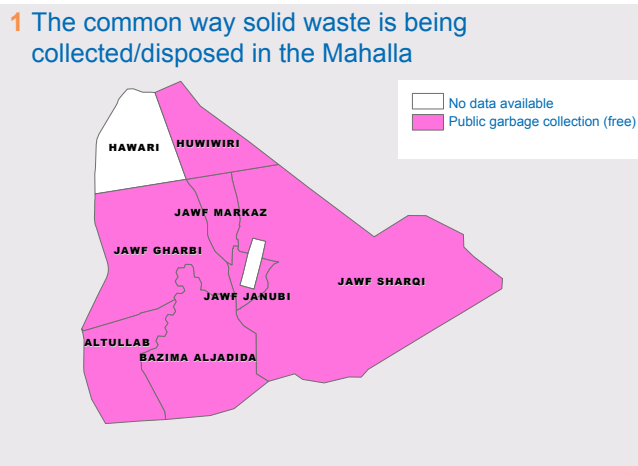 1 The common way solid waste is being
collected/disposed in the Mahalla
No data available
Public garbage collection (free)
HAWARI
HUWIWIRI
JAWF MARKAZ
JAWF GHARBI
JAWF SHARQI
JAWF JANUBI
ALTULLAB
BAZIMA ALJADIDA